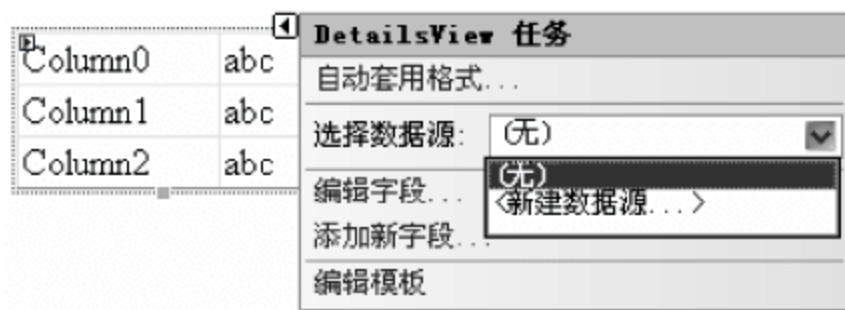 Column0 abc
Column1 abc
Column2 abc
DetailsView 任务
自动套用格式...
选择数据源: (无)
(无)
<新建数据源...>
编辑字段...
添加新字段...
编辑模板